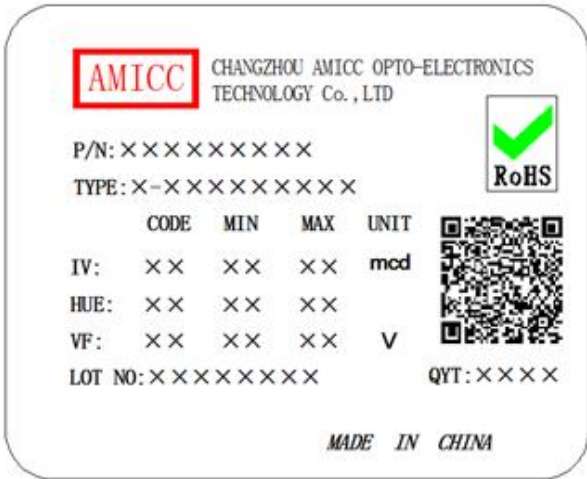 AMICC
CHANGZHOU AMICC OPTO-ELECTRONICS
TECHNOLOGY Co.,LTD
RoHS
P/N:×××××××××
TYPE:×-×××××××××
CODE MIN MAX UNIT
IV: ×× ×× ×× mcd
HUE: ×× ×× ××
VF: ×× ×× ×× V
LOT NO:×××××××× QYT:××××
MADE IN CHINA